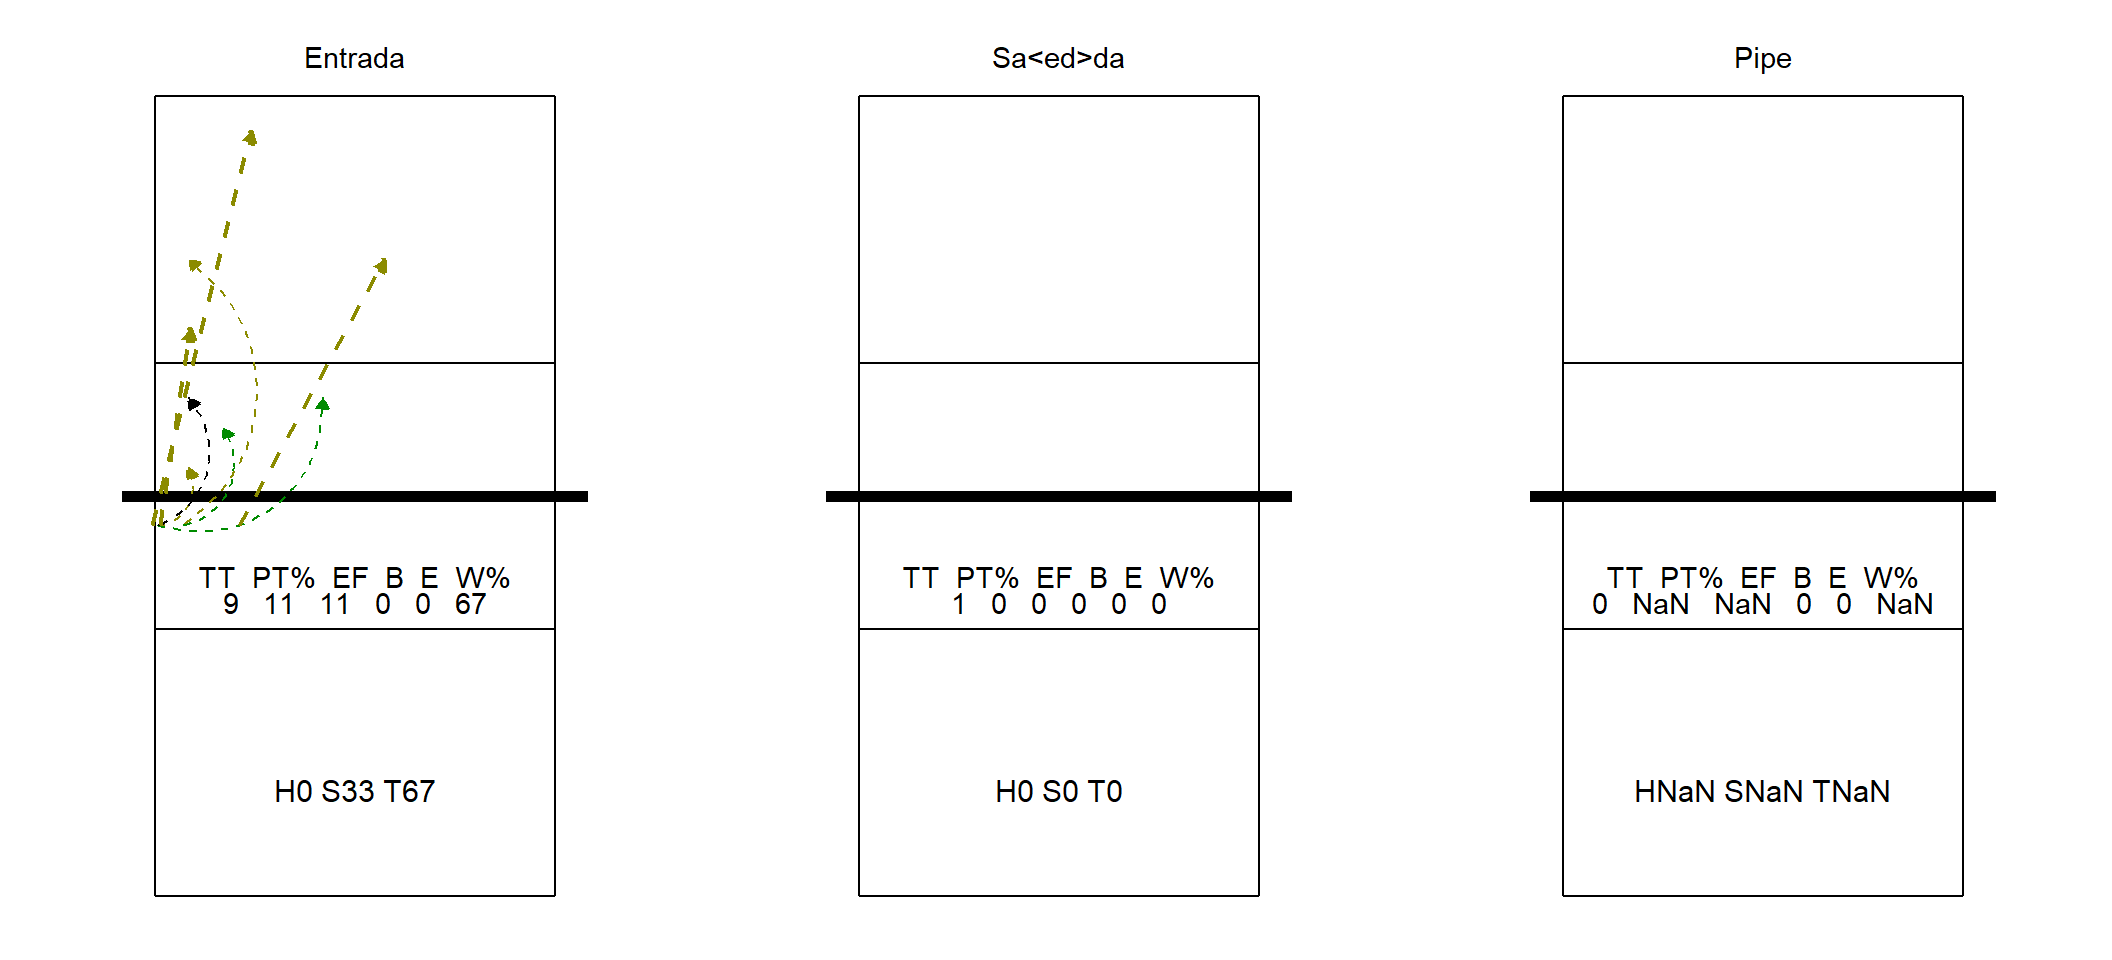 Entrada
TT PT% EF B E W%
9 11 11 0 0 67
H0 S33 T67
Sa<ed>da
TT PT% EF B E W%
1 0 0 0 0 0
H0 S0 T0
Pipe
TT PT% EF B E W%
0 NaN NaN 0 0 NaN
HNaN SNaN TNaN